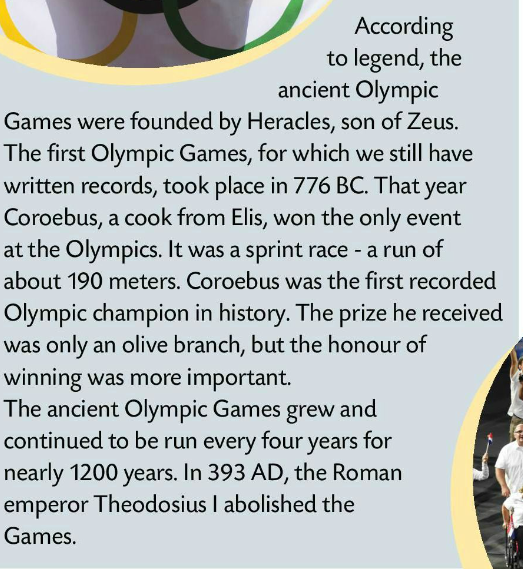 According
to legend, the
ancient Olympic
Games were founded by Heracles, son of Zeus.
The first Olympic Games, for which we still have
written records, took place in 776 BC. That year
Coroebus, a cook from Elis, won the only event
at the Olympics. It was a sprint race - a run of
about 190 meters. Coroebus was the first recorded
Olympic champion in history. The prize he received
was only an olive branch, but the honour of
winning was more important.
The ancient Olympic Games grew and
continued to be run every four years for
nearly 1200 years. In 393 AD, the Roman
emperor Theodosius I abolished the
Games.